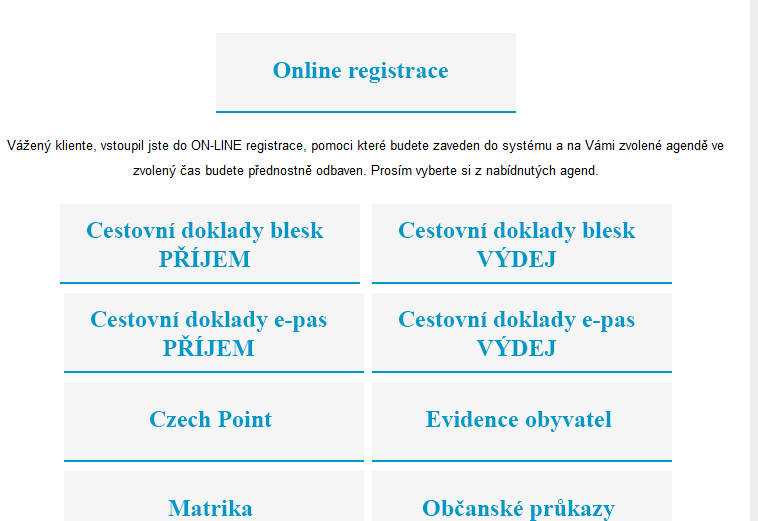 Online registrace
Vážený kliente, vstoupil jste do ON-LINE registrace, pomoci které budete zaveden do systému a na Vámi zvolené agendě ve
zvolený čas budete přednostně odbaven. Prosím vyberte si z nabídnutých agend.
Cestovní doklady blesk
PŘÍJEM
Cestovní doklady blesk
VÝDEJ
Cestovní doklady e-pas
PŘÍJEM
Cestovní doklady e-pas
VÝDEJ
Czech Point
Evidence obyvatel
Matrika
Občanské průkazy